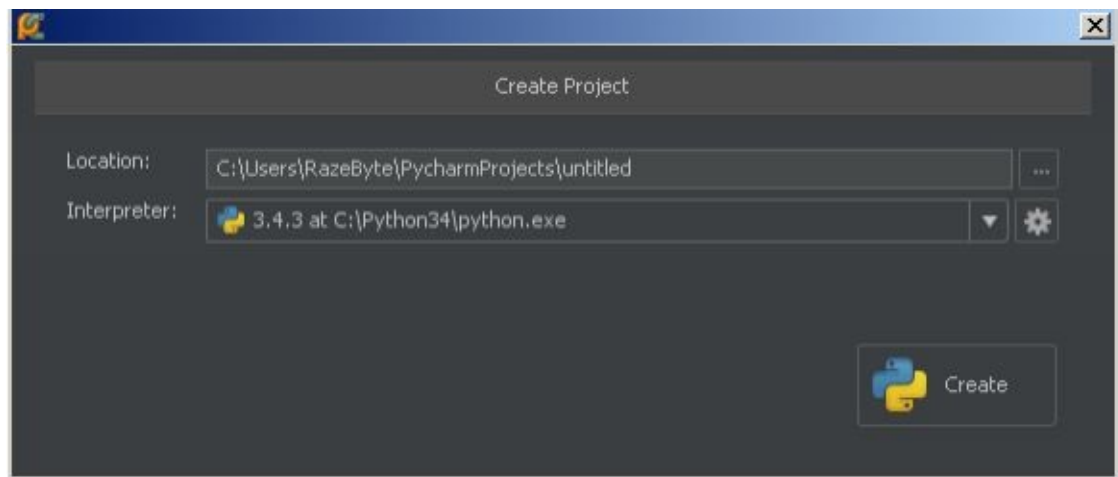 Create Project
Location:
C:\Users\RazeByte\PycharmProjects\untitled
...
Interpreter:
3.4.3 at C:\Python34\python.exe
Create